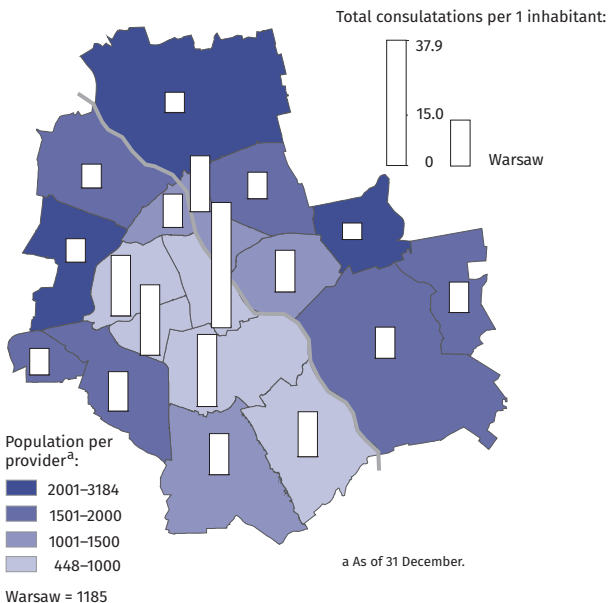 Total consulatations per 1 inhabitant:
37.9
15.0
0
Warsaw
Population per
providerᵃ:
2001–3184
1501–2000
1001–1500
448–1000
Warsaw = 1185
a As of 31 December.